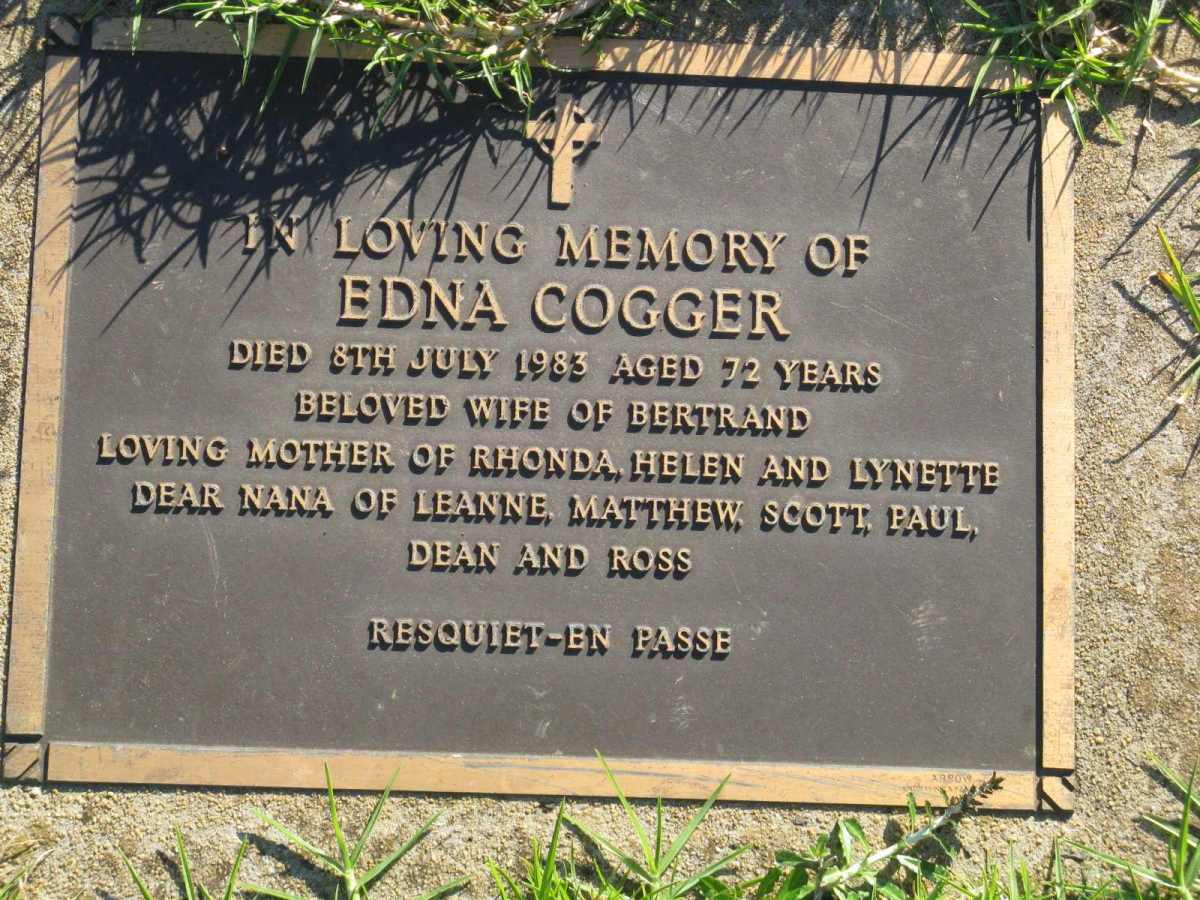 IN LOVING MEMORY OF
EDNA COGGER
DIED 8TH JULY 1983 AGED 72 YEARS
BELOVED WIFE OF BERTRAND
LOVING MOTHER OF RHONDA, HELEN AND LYNETTE
DEAR NANA OF LEANNE, MATTHEW, SCOTT, PAUL,
DEAN AND ROSS
RESQUIET-EN PASSE
ARROW